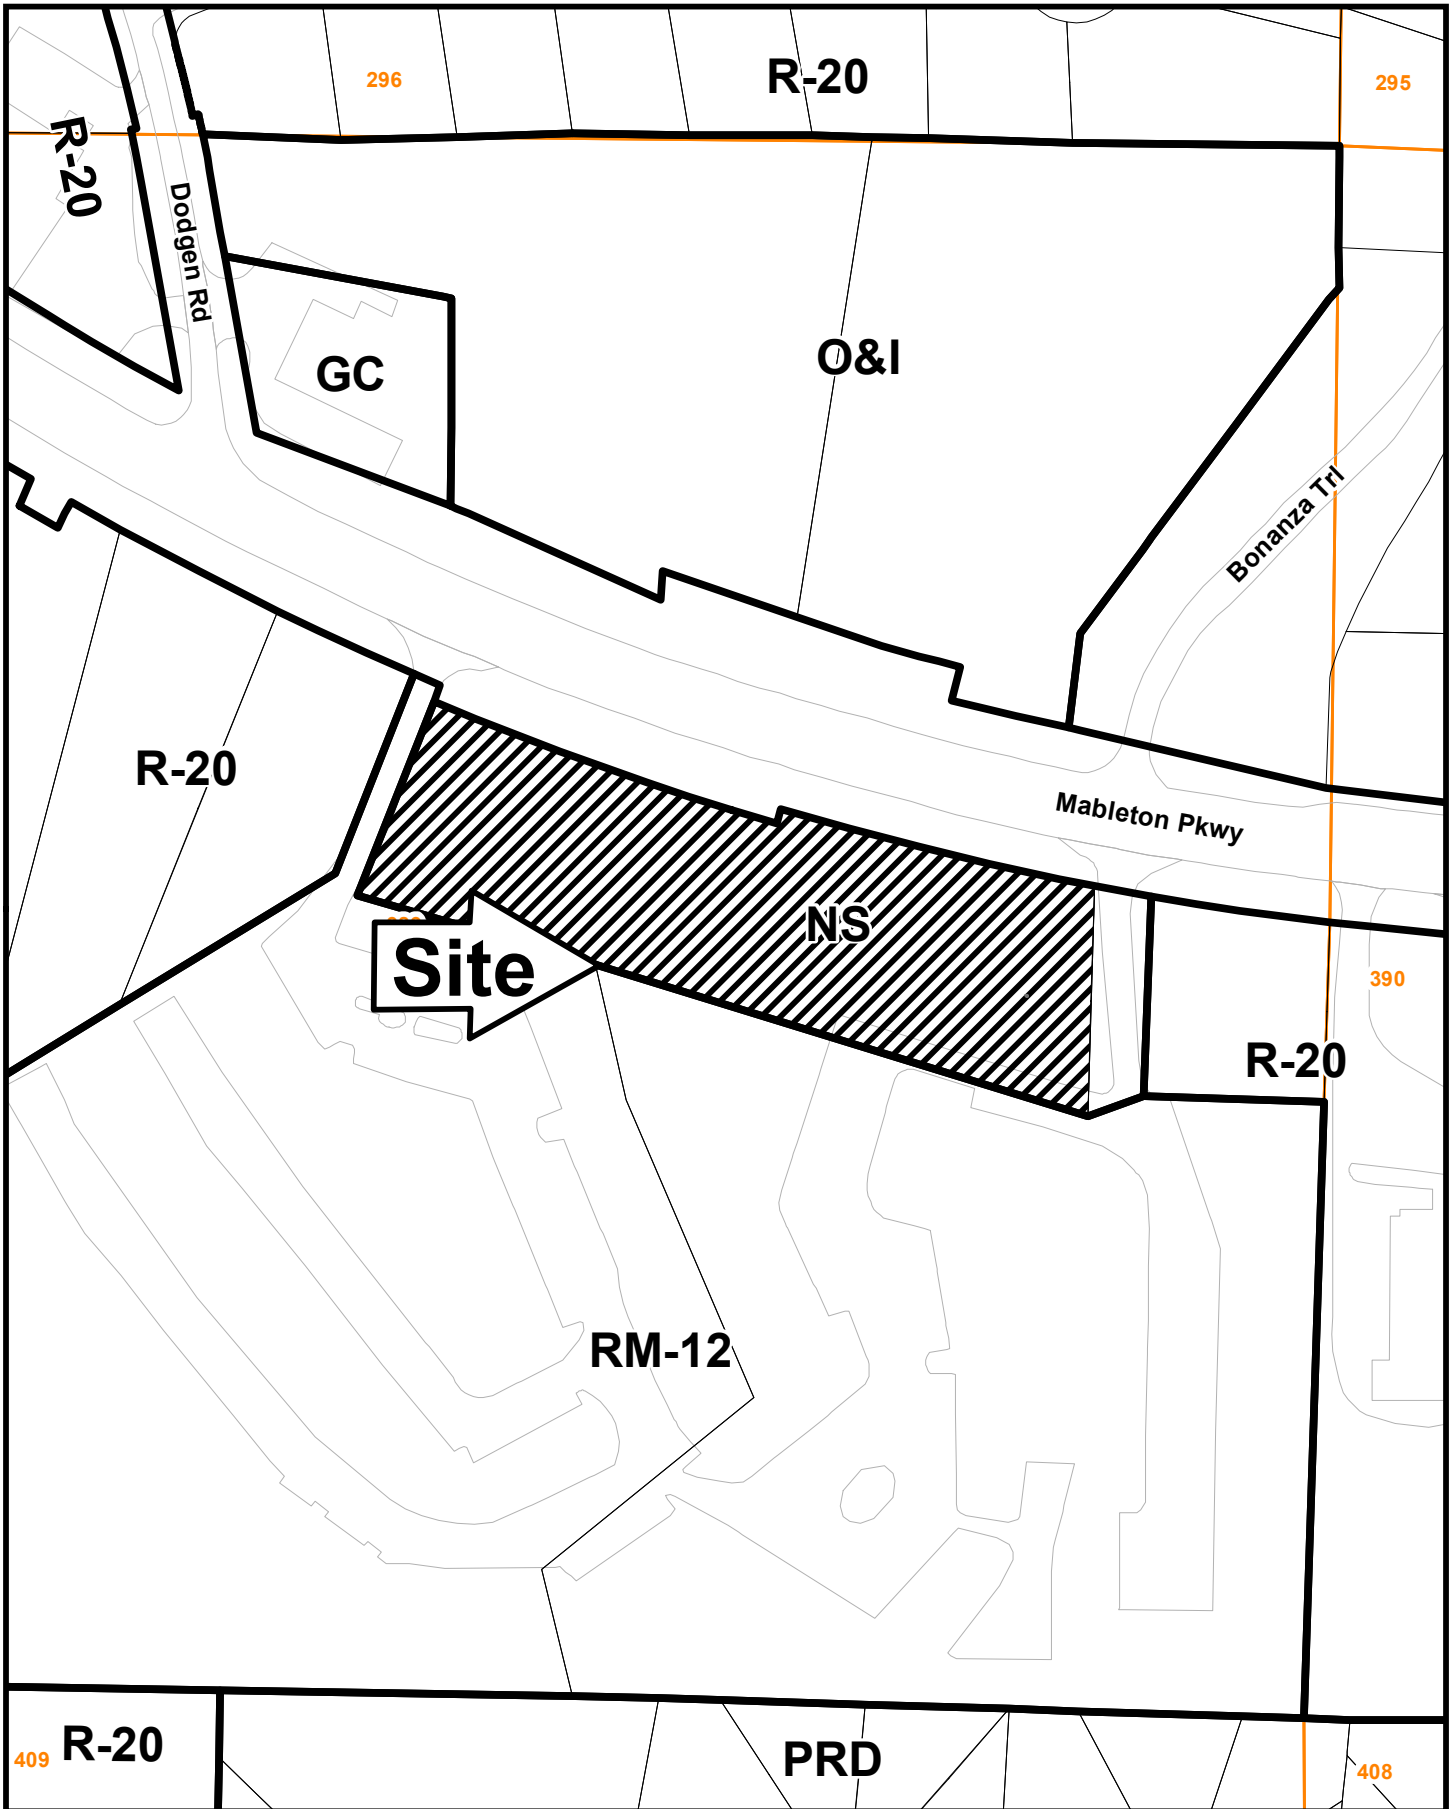 296
R-20
295
R-20
Dodgen Rd
GC
O&I
Bonanza Trl
R-20
Mableton Pkwy
NS
Site
390
R-20
RM-12
R-20
409
PRD
408